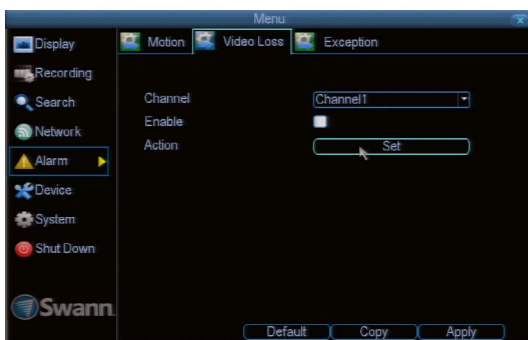 Menu
Display
Recording
Search
Network
Alarm
Device
System
Shut Down
Swann
Motion
Video Loss
Exception
Channel
Channel1
Enable
Action
Set
Default
Copy
Apply